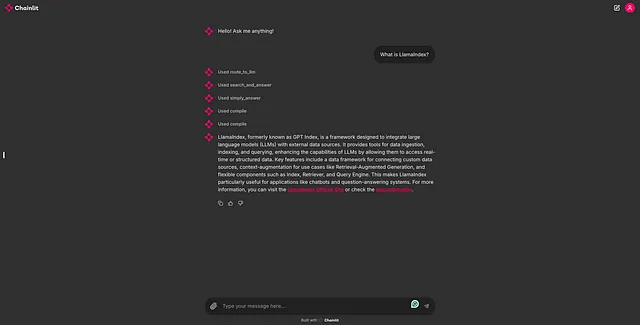 Chainlit
Hello! Ask me anything!
What is LlamaIndex?
Used route_to_llm
Used search_and_answer
Used simply_answer
Used compile
Used compile
LlamaIndex, formerly known as GPT Index, is a framework designed to integrate large
language models (LLMs) with external data sources. It provides tools for data ingestion,
indexing, and querying, enhancing the capabilities of LLMs by allowing them to access real-
time or structured data. Key features include a data framework for connecting custom data
sources, context-augmentation for use cases like Retrieval-Augmented Generation, and
flexible components such as Index, Retriever, and Query Engine. This makes LlamaIndex
particularly useful for applications like chatbots and question-answering systems. For more
information, you can visit the LlamaIndex Official Site or check the documentation.
Type your message here...
Built with Chainlit